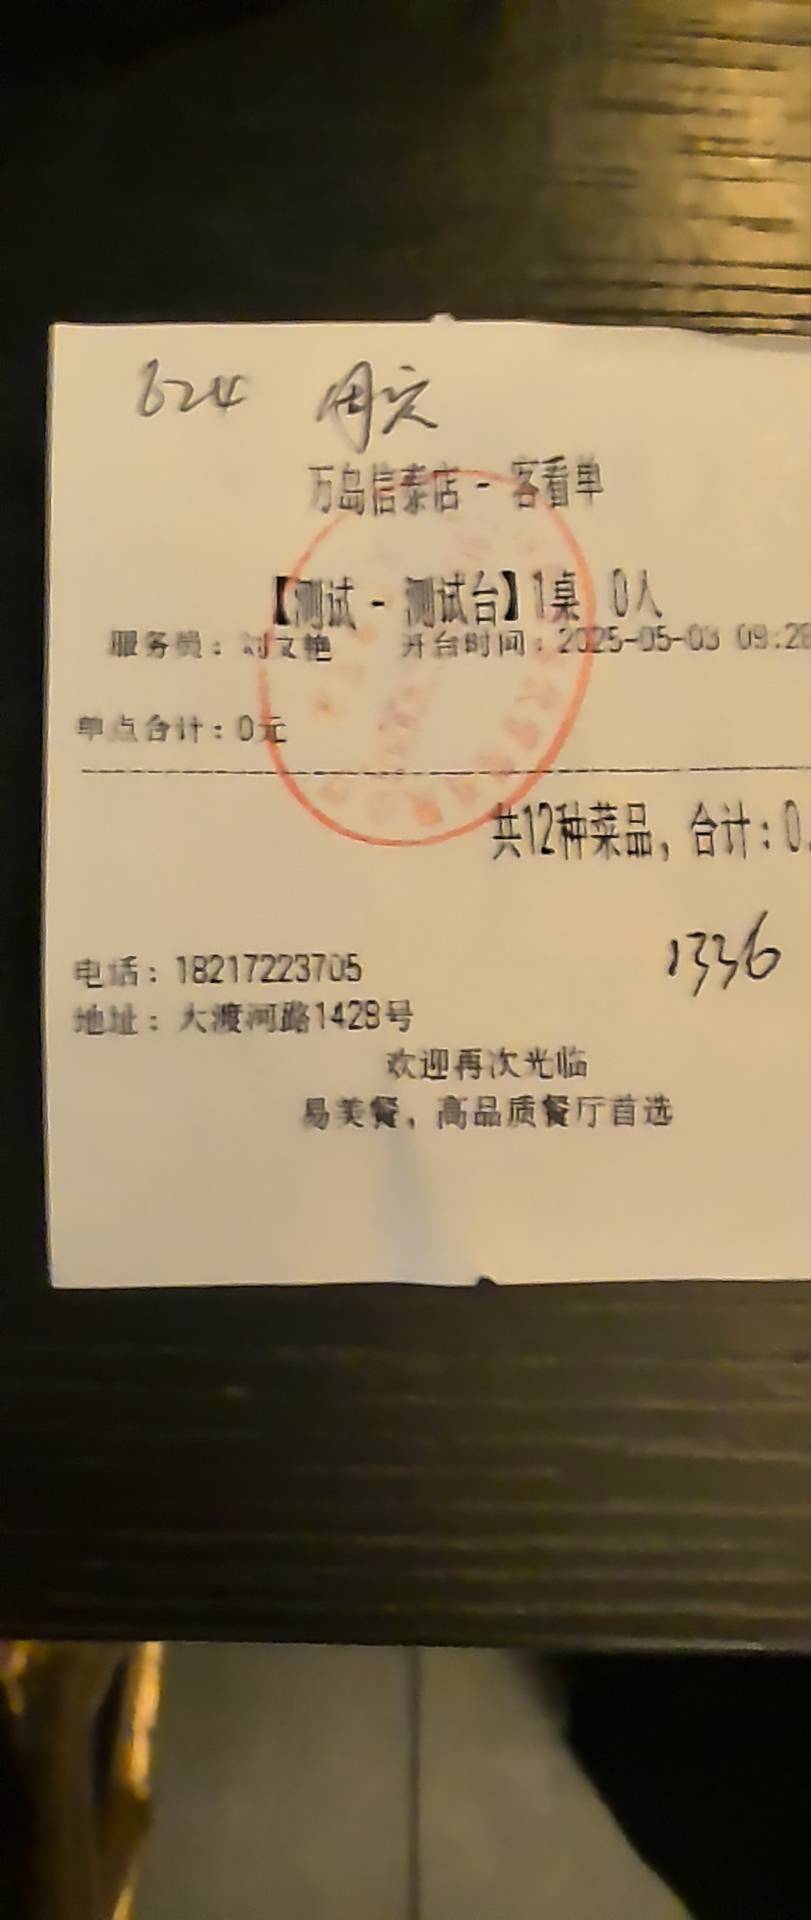 624
万岛信泰店 - 客看单
【测试 - 测试台】1桌 0人
服务员：刘文艳 开台时间：2025-05-03 09:28
单点合计：0元
共12种菜品，合计：0.
1336
电话：18217223705
地址：大渡河路1428号
欢迎再次光临
易美餐，高品质餐厅首选